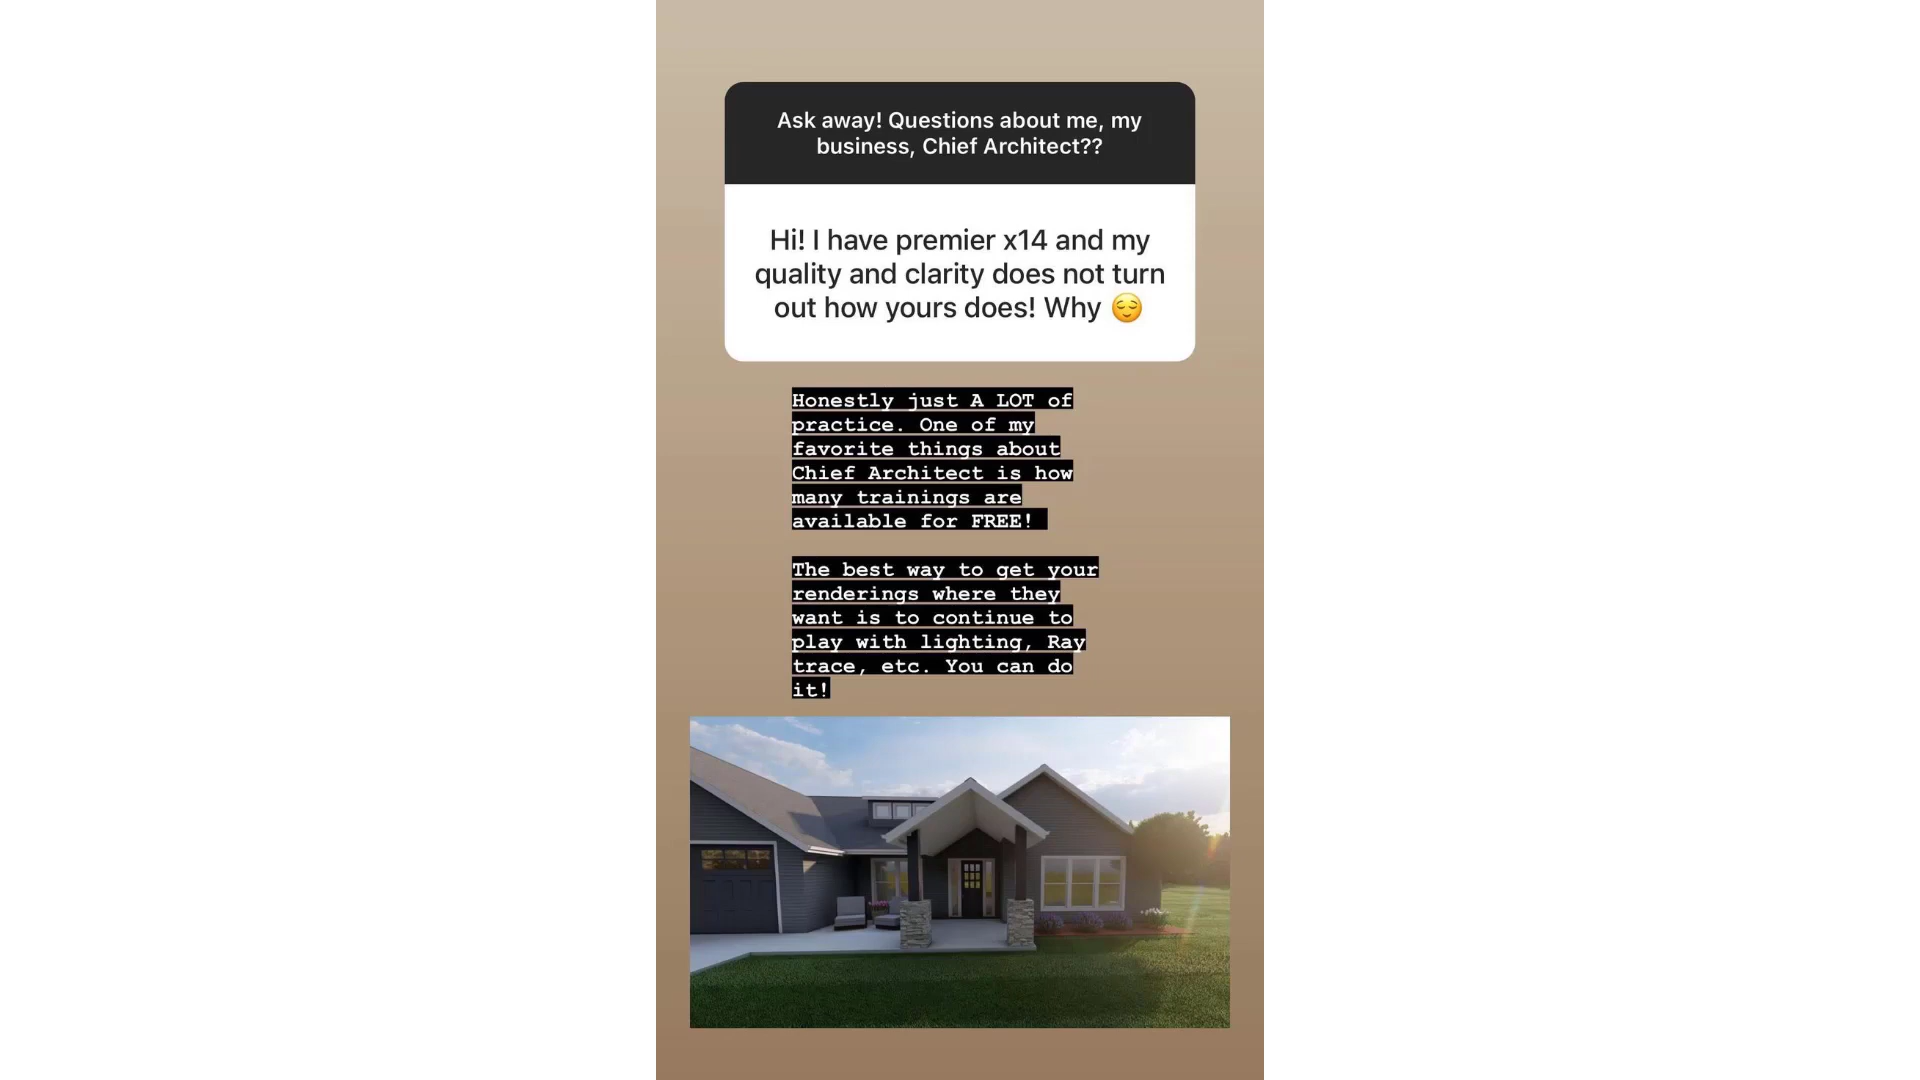 Ask away! Questions about me, my
business, Chief Architect??
Hi! I have premier x14 and my
quality and clarity does not turn
out how yours does! Why 😌
Honestly just A LOT of
practice. One of my
favorite things about
Chief Architect is how
many trainings are
available for FREE!
The best way to get your
renderings where they
want is to continue to
play with lighting, Ray
trace, etc. You can do
it!